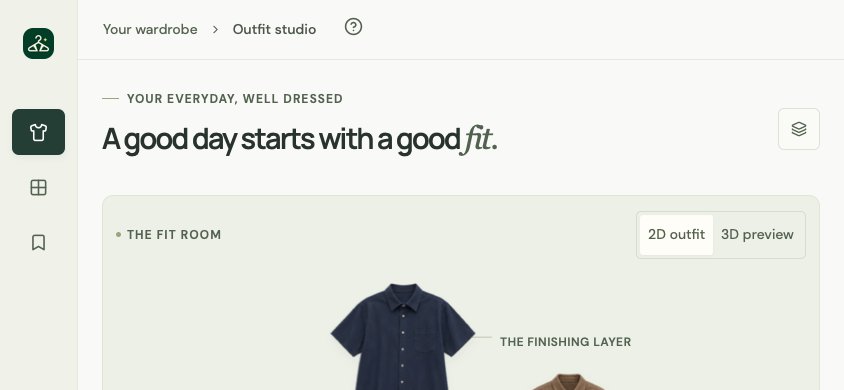 Your wardrobe > Outfit studio
YOUR EVERYDAY, WELL DRESSED
A good day starts with a good fit.
THE FIT ROOM
2D outfit 3D preview
THE FINISHING LAYER